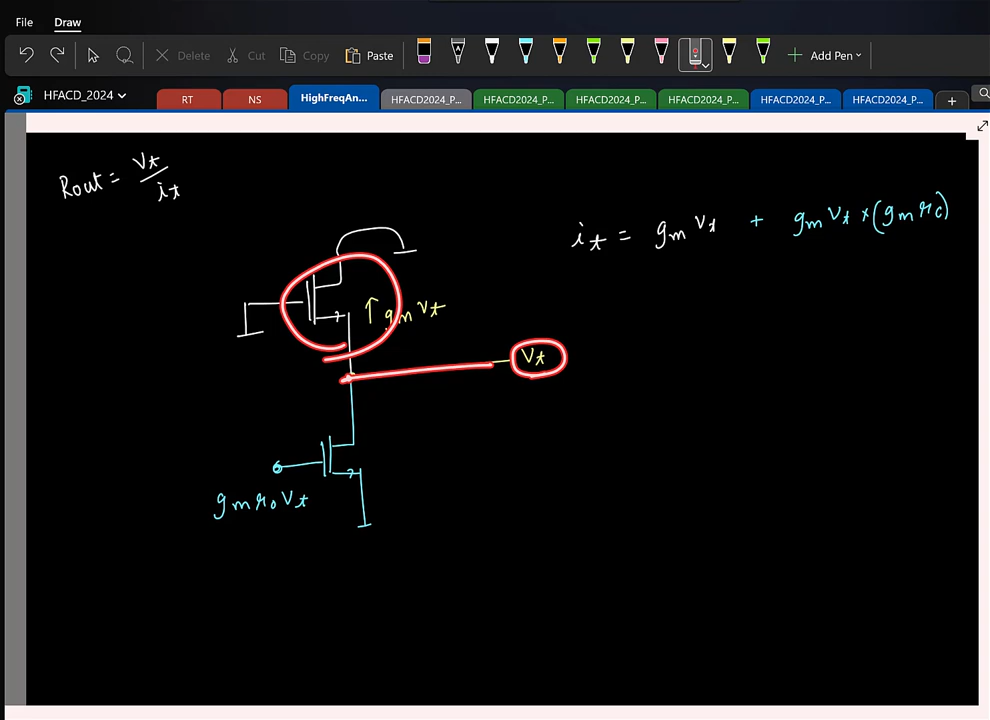 File Draw
Delete Cut Copy Paste Add Pen
HFACD_2024 RT NS HighFreqAn... HFACD2024_P... HFACD2024_P... HFACD2024_P... HFACD2024_P... HFACD2024_P... HFACD2024_P...
Rout = Vt / it
it = gm Vt + gm Vt × (gm ro)
↑ gm Vt
Vt
gm ro Vt